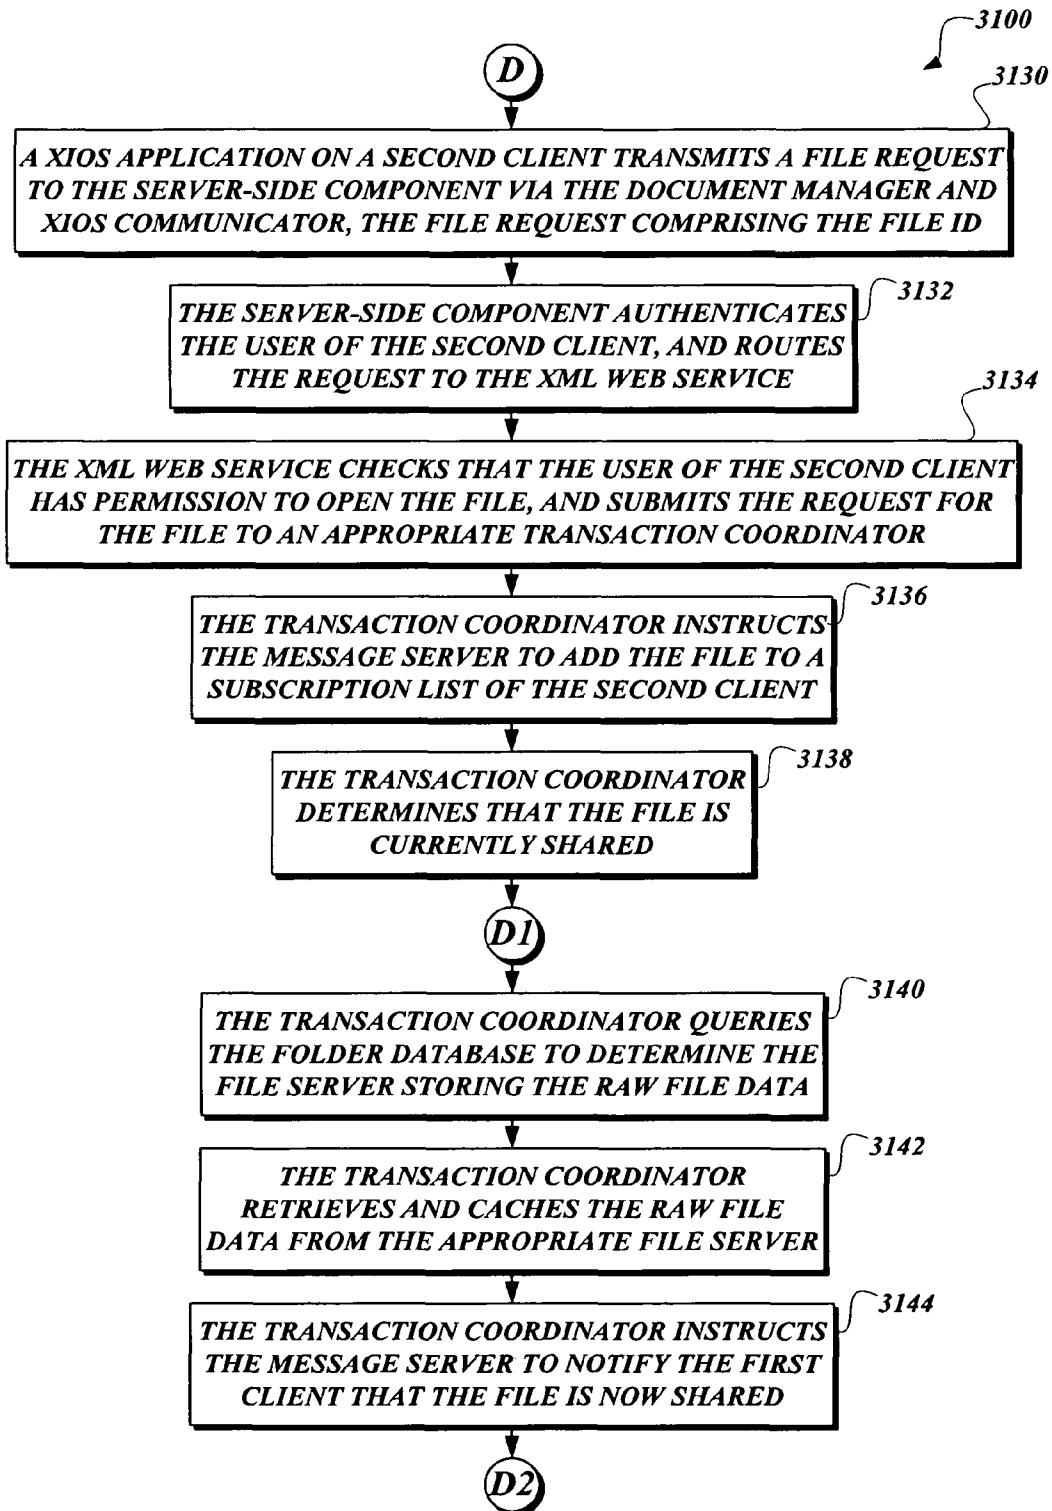 3100
D
3130
A XIOS APPLICATION ON A SECOND CLIENT TRANSMITS A FILE REQUEST
TO THE SERVER-SIDE COMPONENT VIA THE DOCUMENT MANAGER AND
XIOS COMMUNICATOR, THE FILE REQUEST COMPRISING THE FILE ID
3132
THE SERVER-SIDE COMPONENT AUTHENTICATES
THE USER OF THE SECOND CLIENT, AND ROUTES
THE REQUEST TO THE XML WEB SERVICE
3134
THE XML WEB SERVICE CHECKS THAT THE USER OF THE SECOND CLIENT
HAS PERMISSION TO OPEN THE FILE, AND SUBMITS THE REQUEST FOR
THE FILE TO AN APPROPRIATE TRANSACTION COORDINATOR
3136
THE TRANSACTION COORDINATOR INSTRUCTS
THE MESSAGE SERVER TO ADD THE FILE TO A
SUBSCRIPTION LIST OF THE SECOND CLIENT
3138
THE TRANSACTION COORDINATOR
DETERMINES THAT THE FILE IS
CURRENTLY SHARED
D1
3140
THE TRANSACTION COORDINATOR QUERIES
THE FOLDER DATABASE TO DETERMINE THE
FILE SERVER STORING THE RAW FILE DATA
3142
THE TRANSACTION COORDINATOR
RETRIEVES AND CACHES THE RAW FILE
DATA FROM THE APPROPRIATE FILE SERVER
3144
THE TRANSACTION COORDINATOR INSTRUCTS
THE MESSAGE SERVER TO NOTIFY THE FIRST
CLIENT THAT THE FILE IS NOW SHARED
D2